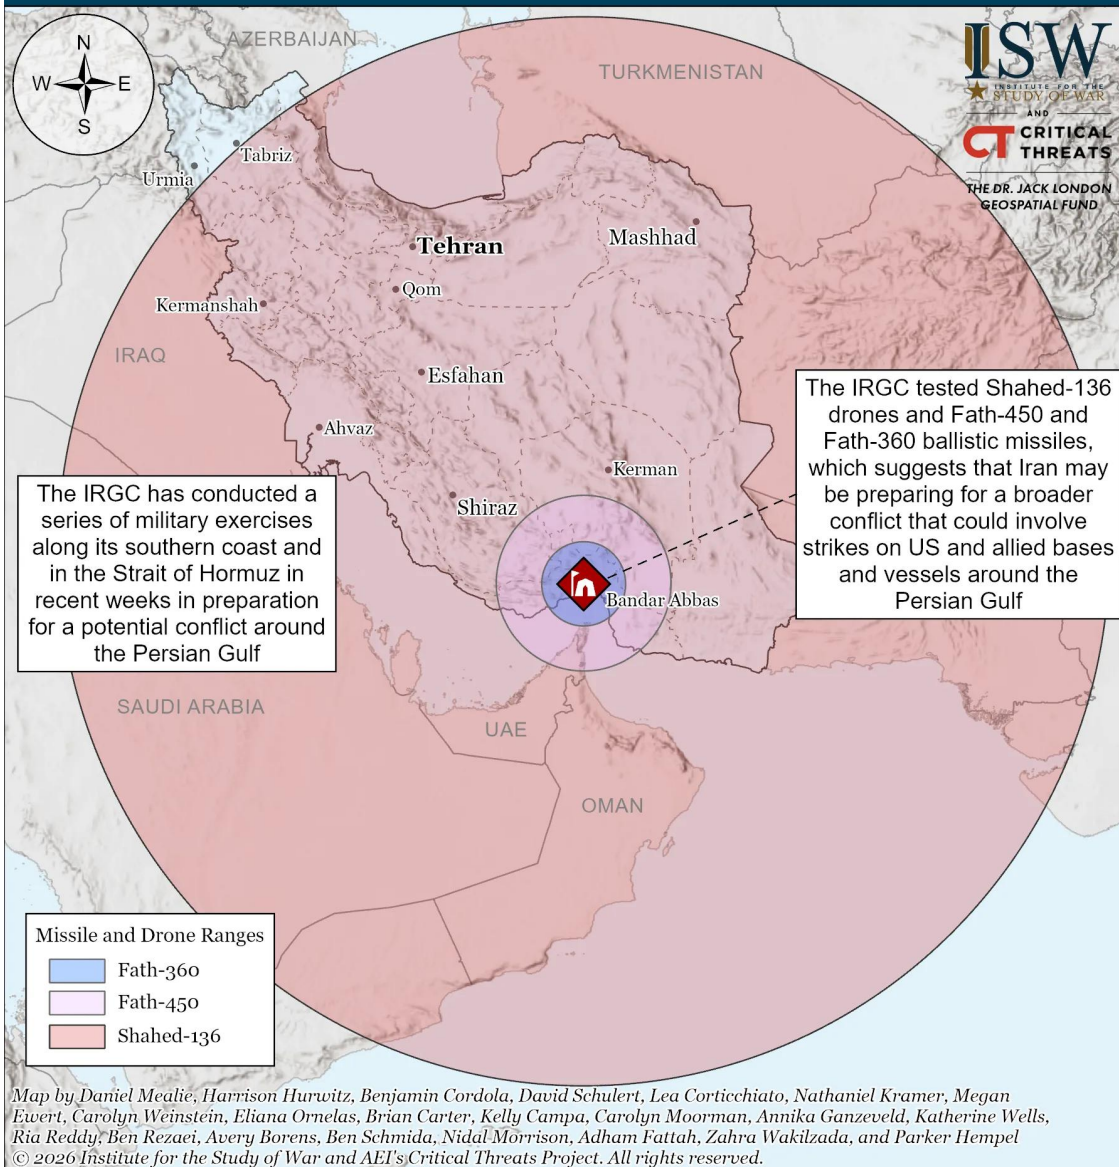 N
W E
S
AZERBAIJAN
TURKMENISTAN
ISW
INSTITUTE FOR THE
STUDY OF WAR
AND
CT CRITICAL
THREATS
THE DR. JACK LONDON
GEOSPATIAL FUND
Tabriz
Urmia
Tehran
Mashhad
Qom
Kermanshah
IRAQ
Esfahan
Ahvaz
Kerman
Shiraz
Bandar Abbas
The IRGC tested Shahed-136
drones and Fath-450 and
Fath-360 ballistic missiles,
which suggests that Iran may
be preparing for a broader
conflict that could involve
strikes on US and allied bases
and vessels around the
Persian Gulf
The IRGC has conducted a
series of military exercises
along its southern coast and
in the Strait of Hormuz in
recent weeks in preparation
for a potential conflict around
the Persian Gulf
SAUDI ARABIA
UAE
OMAN
Missile and Drone Ranges
Fath-360
Fath-450
Shahed-136
Map by Daniel Mealie, Harrison Hurwitz, Benjamin Cordola, David Schulert, Lea Corticchiato, Nathaniel Kramer, Megan
Ewert, Carolyn Weinstein, Eliana Ornelas, Brian Carter, Kelly Campa, Carolyn Moorman, Annika Ganzeveld, Katherine Wells,
Ria Reddy, Ben Rezaei, Avery Borens, Ben Schmida, Nidal Morrison, Adham Fattah, Zahra Wakilzada, and Parker Hempel
© 2026 Institute for the Study of War and AEI's Critical Threats Project. All rights reserved.